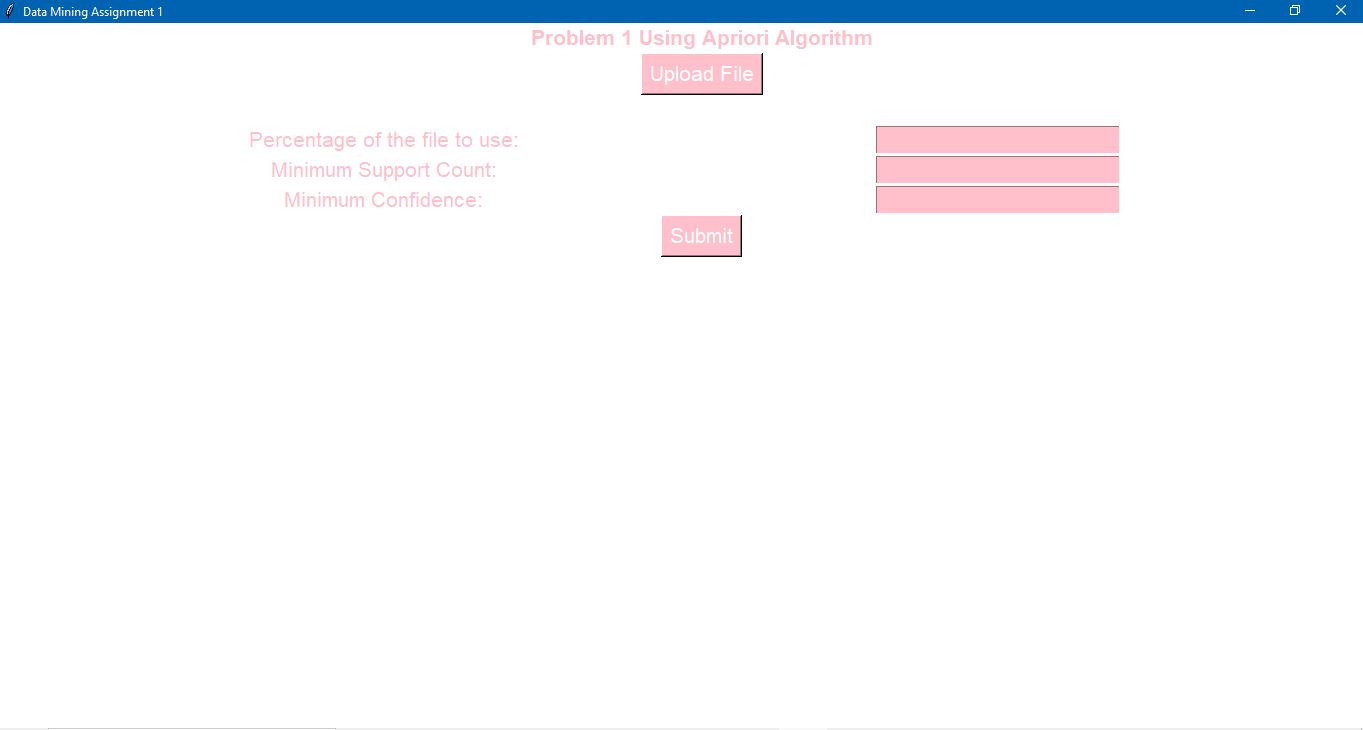 Data Mining Assignment 1
Problem 1 Using Apriori Algorithm
Upload File
Percentage of the file to use:
Minimum Support Count:
Minimum Confidence:
Submit